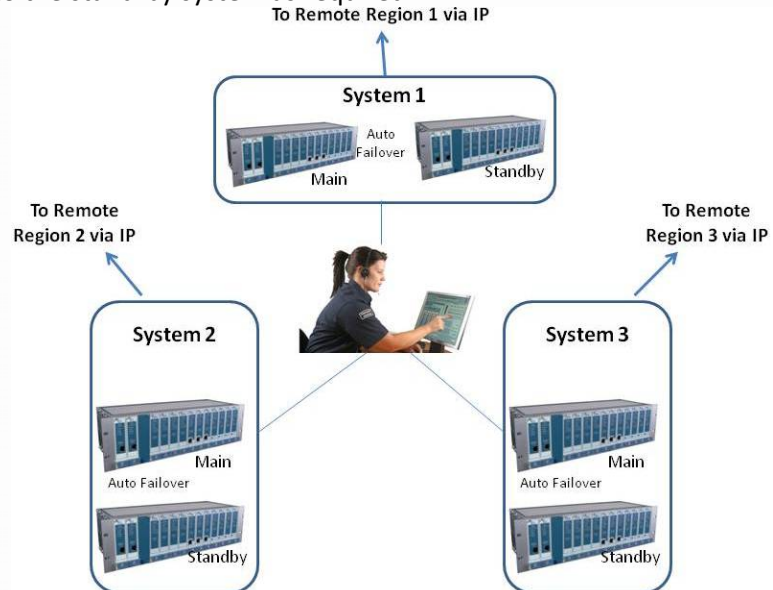 To Remote Region 1 via IP
System 1
Auto
Failover
Main
Standby
To Remote
Region 2 via IP
To Remote
Region 3 via IP
System 2
Main
Auto Failover
Standby
System 3
Main
Auto Failover
Standby